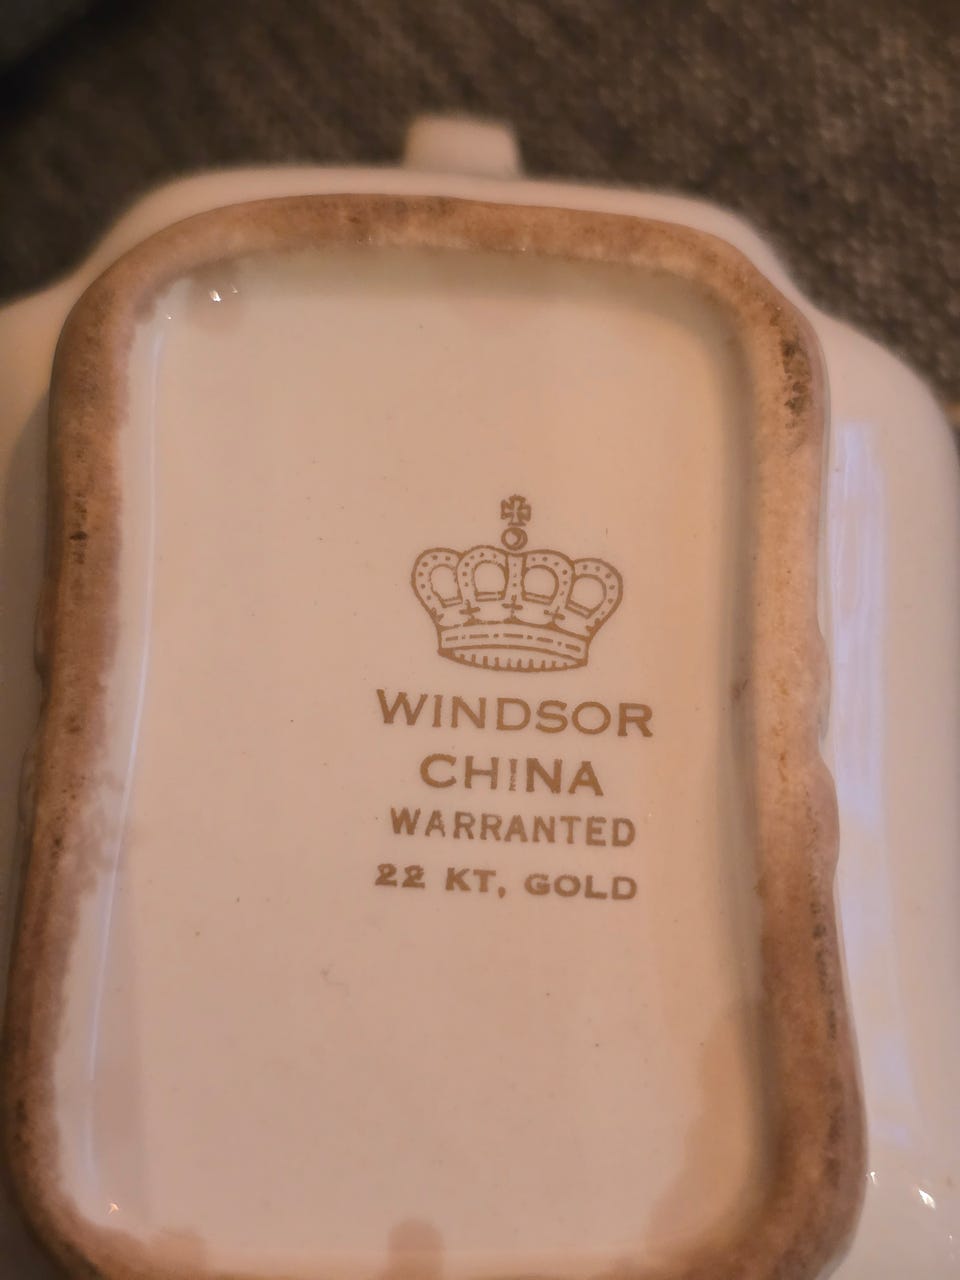 WINDSOR
CHINA
WARRANTED
22 KT, GOLD